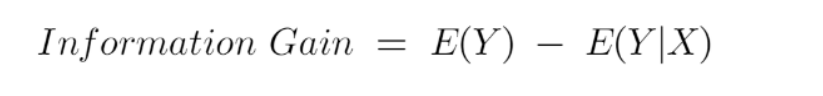 Information Gain = E(Y) − E(Y|X)